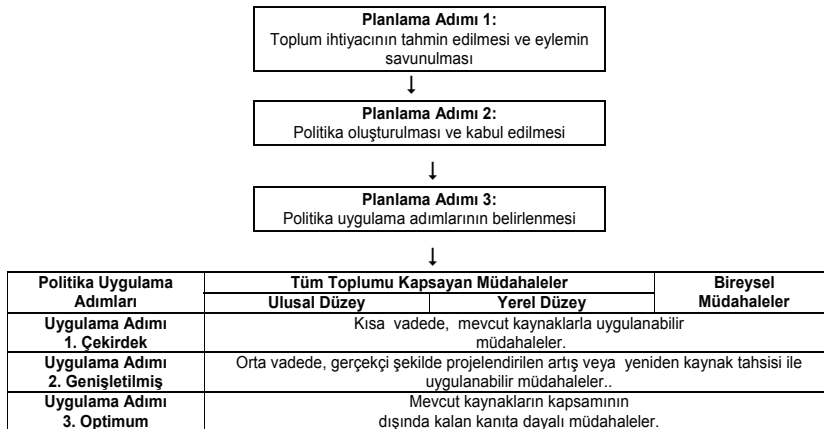 Planlama Adımı 1:
Toplum ihtiyacının tahmin edilmesi ve eylemin
savunulması
↓
Planlama Adımı 2:
Politika oluşturulması ve kabul edilmesi
↓
Planlama Adımı 3:
Politika uygulama adımlarının belirlenmesi
↓
Politika Uygulama
Adımları
Tüm Toplumu Kapsayan Müdahaleler
Ulusal Düzey
Yerel Düzey
Bireysel
Müdahaleler
Uygulama Adımı
1. Çekirdek
Kısa vadede, mevcut kaynaklarla uygulanabilir
müdahaleler.
Uygulama Adımı
2. Genişletilmiş
Orta vadede, gerçekçi şekilde projelendirilen artış veya yeniden kaynak tahsisi ile
uygulanabilir müdahaleler..
Uygulama Adımı
3. Optimum
Mevcut kaynakların kapsamının
dışında kalan kanıta dayalı müdahaleler.